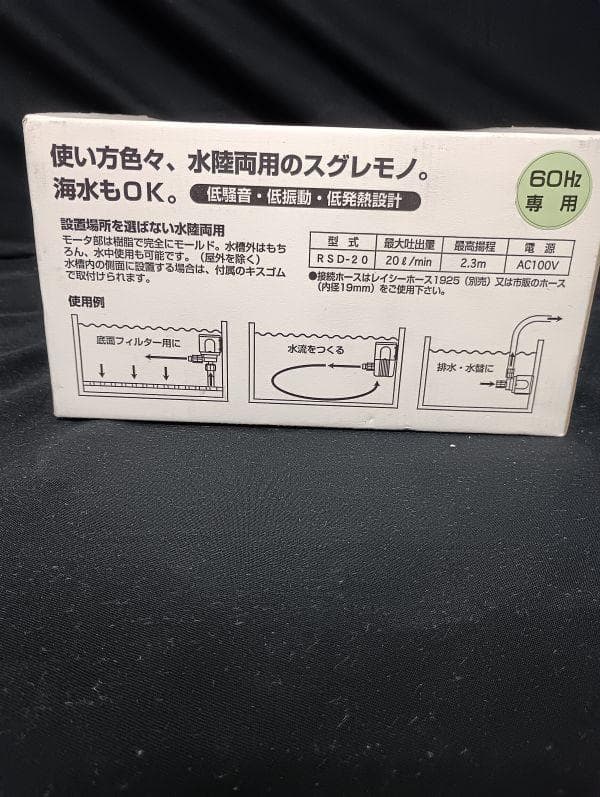 使い方色々、水陸両用のスグレモノ。
海水もOK。
低騒音・低振動・低発熱設計
60Hz
専用
設置場所を選ばない水陸両用
モータ部は樹脂で完全にモールド。水槽外はもち
ろん、水中使用も可能です。(屋外を除く)
水槽内の側面に設置する場合は、付属のキスゴム
で取付けられます。
型式 最大吐出量 最高揚程 電源
RSD-20 20ℓ/min 2.3m AC100V
●接続ホースはレイシーホース1925(別売)又は市販のホース
(内径19mm)をご使用下さい。
使用例
底面フィルター用に
水流をつくる
排水・水替に